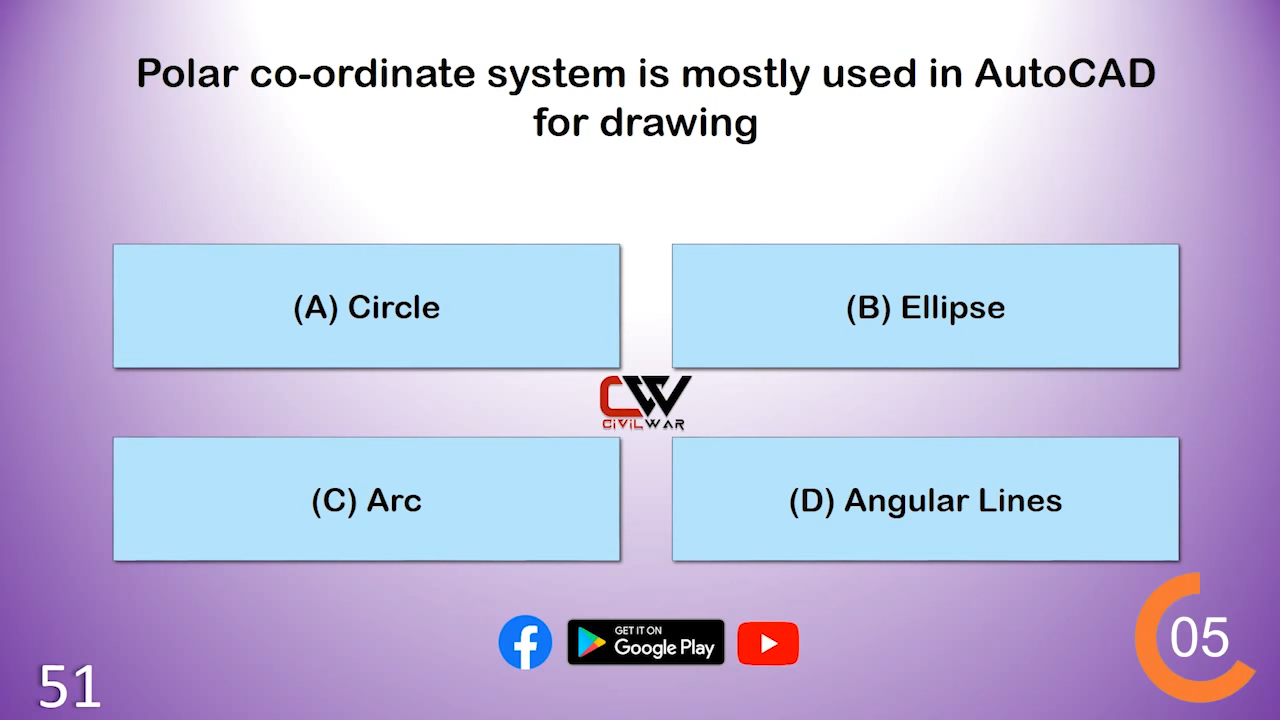 Polar co-ordinate system is mostly used in AutoCAD
for drawing
(A) Circle
(B) Ellipse
CW
CiViLWAR
(C) Arc
(D) Angular Lines
GET IT ON
Google Play
05
51